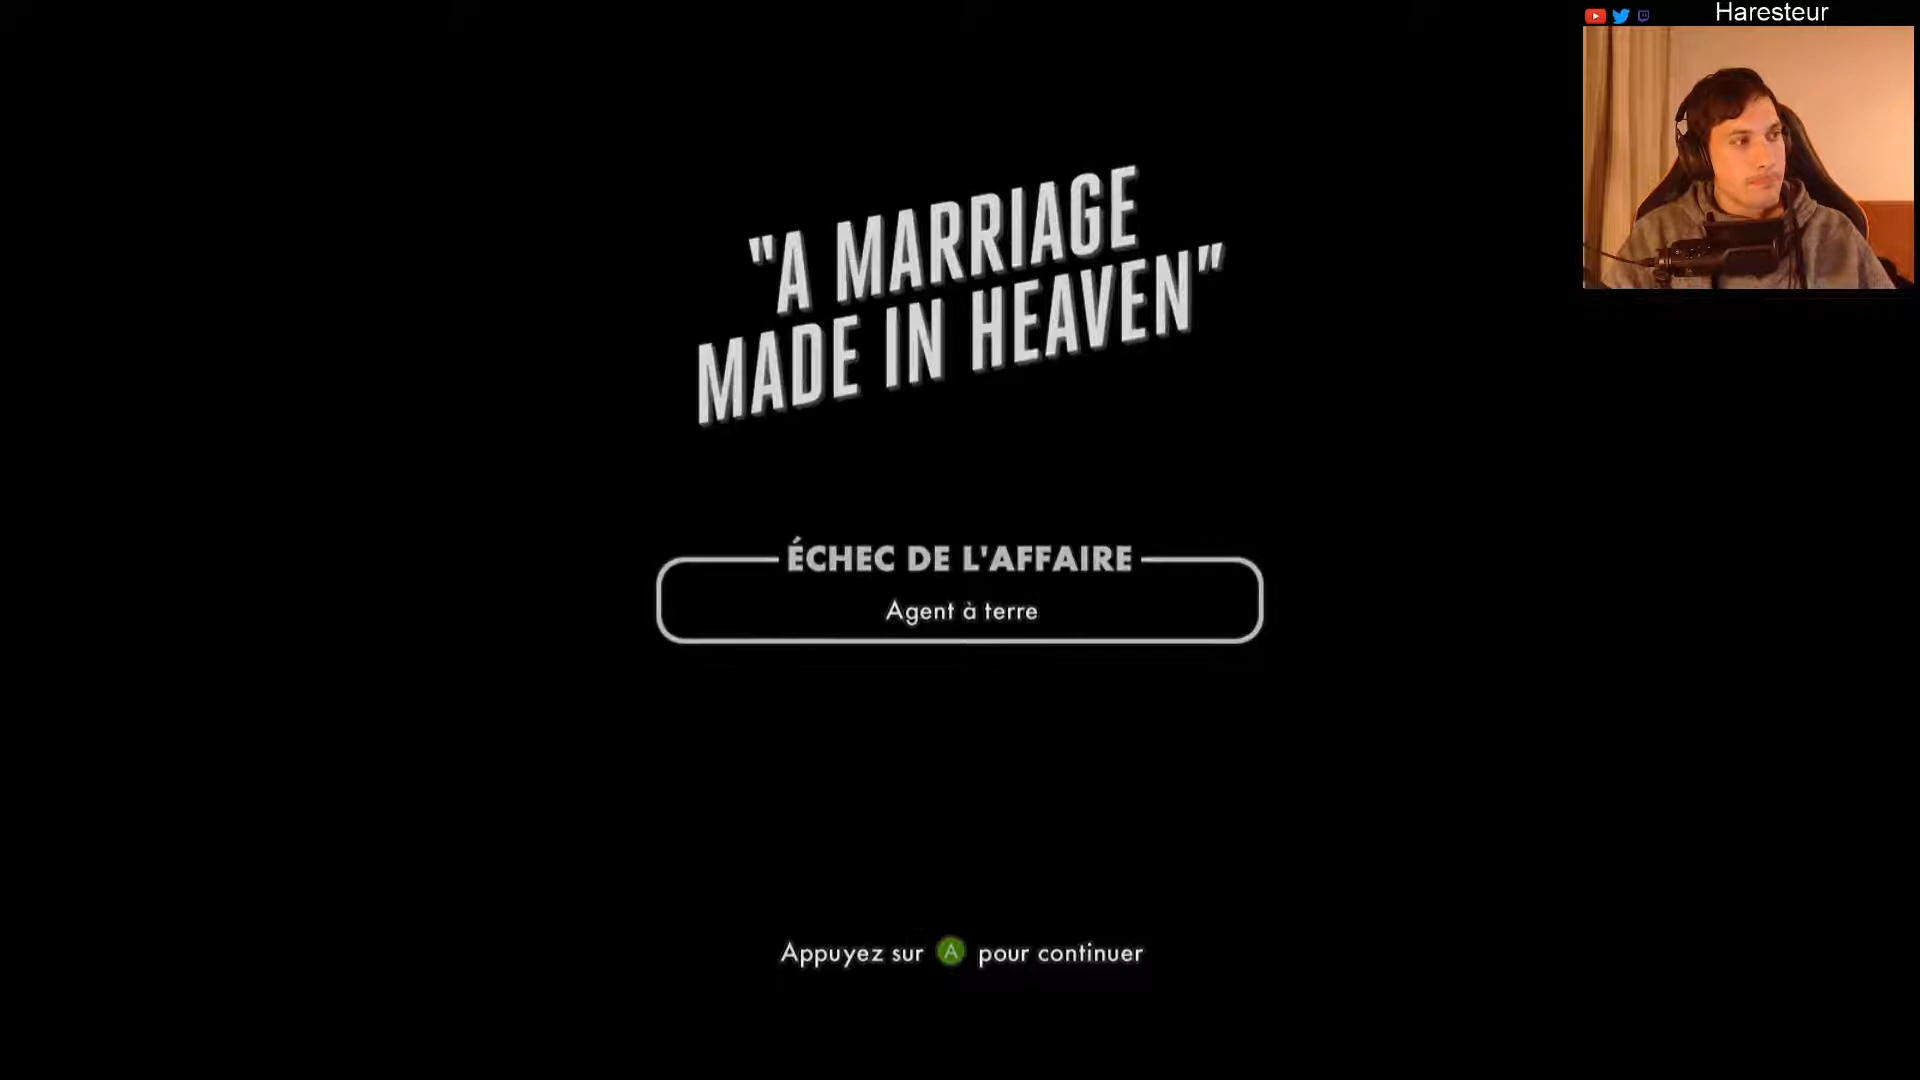 Haresteur
"A MARRIAGE
MADE IN HEAVEN"
ÉCHEC DE L'AFFAIRE
Agent à terre
Appuyez sur A pour continuer